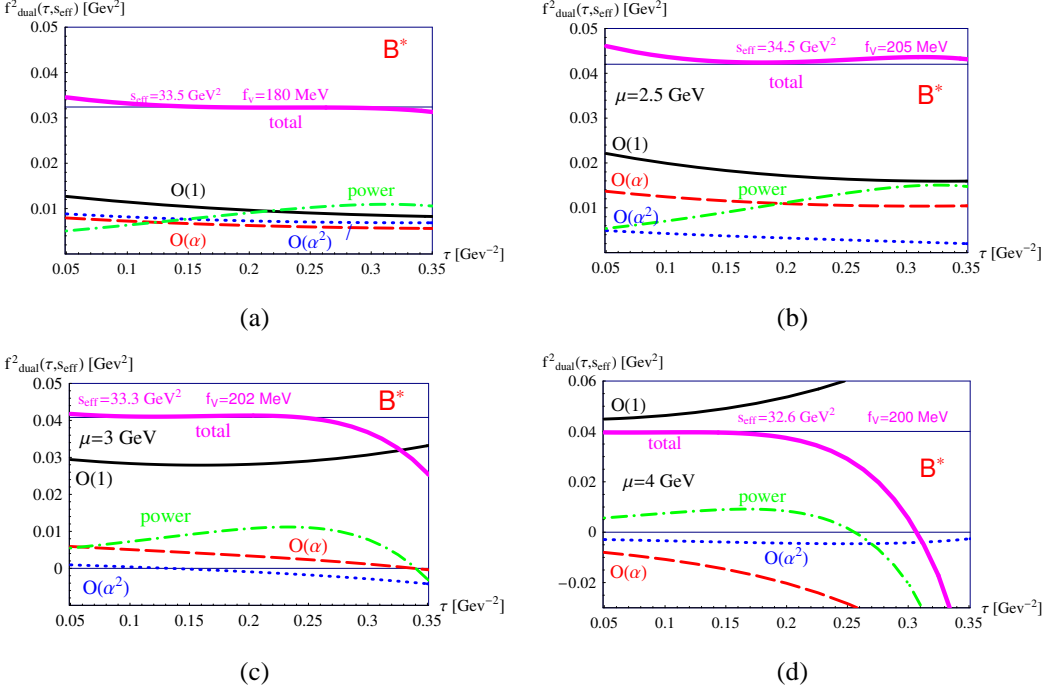 f²dual(τ,seff) [Gev²]
B*
0.05
0.04
0.03
0.02
0.01
seff=33.5 GeV² fV=180 MeV
total
O(1)
power
O(α)
O(α²)
0.05 0.1 0.15 0.2 0.25 0.3 0.35
τ [Gev⁻²]
(a)
f²dual(τ,seff) [Gev²]
0.05
0.04
0.03
0.02
0.01
seff=34.5 GeV² fV=205 MeV
total
μ=2.5 GeV
B*
O(1)
O(α)
power
O(α²)
0.05 0.1 0.15 0.2 0.25 0.3 0.35
τ [Gev⁻²]
(b)
f²dual(τ,seff) [Gev²]
0.05
0.04
0.03
0.02
0.01
0
seff=33.3 GeV² fV=202 MeV
B*
μ=3 GeV
total
O(1)
power
O(α)
O(α²)
0.05 0.1 0.15 0.2 0.25 0.3 0.35
τ [Gev⁻²]
(c)
f²dual(τ,seff) [Gev²]
0.06
0.04
0.02
0
−0.02
O(1)
seff=32.6 GeV² fV=200 MeV
total
B*
μ=4 GeV
power
O(α²)
O(α)
0.05 0.1 0.15 0.2 0.25 0.3 0.35
τ [Gev⁻²]
(d)